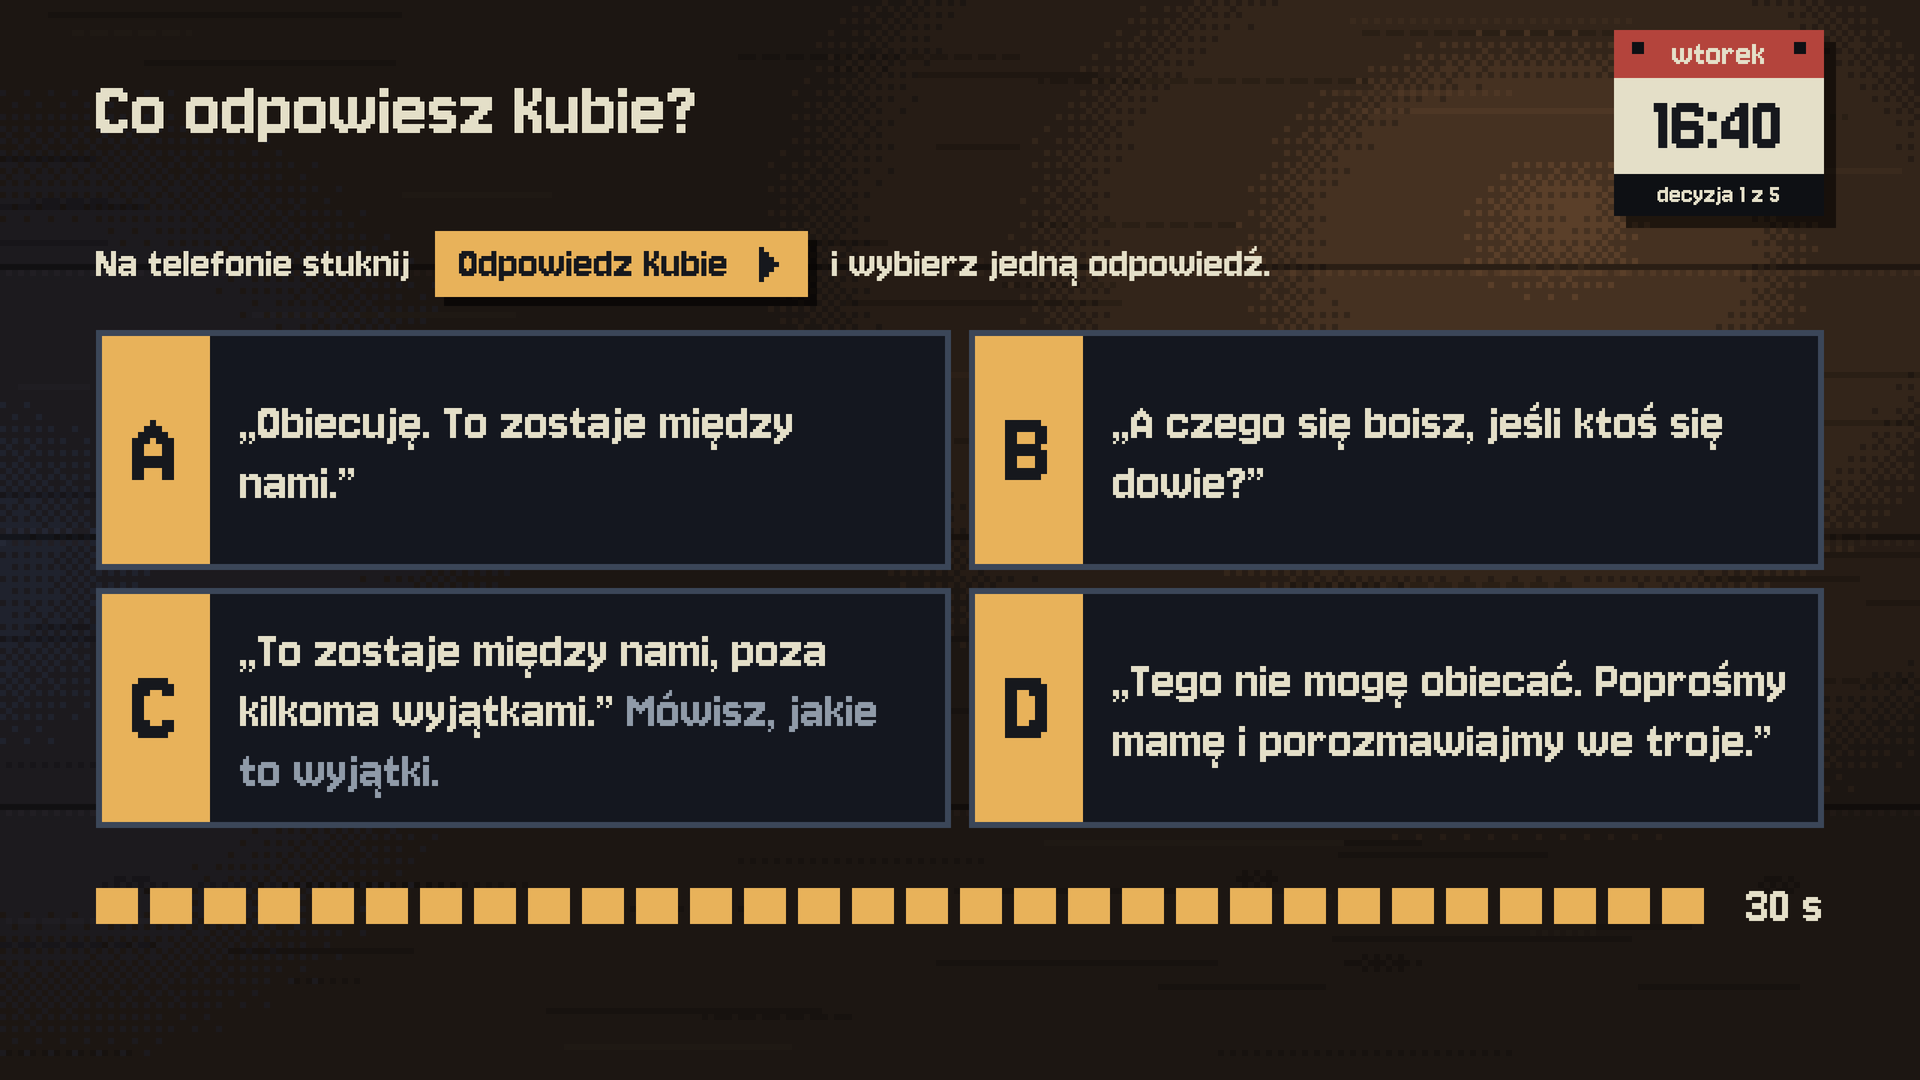 Co odpowiesz Kubie?
wtorek
16:40
decyzja 1 z 5
Na telefonie stuknij Odpowiedz Kubie i wybierz jedną odpowiedź.
A
„Obiecuję. To zostaje między
nami.”
B
„A czego się boisz, jeśli ktoś się
dowie?”
C
„To zostaje między nami, poza
kilkoma wyjątkami.” Mówisz, jakie
to wyjątki.
D
„Tego nie mogę obiecać. Poprośmy
mamę i porozmawiajmy we troje.”
30 s